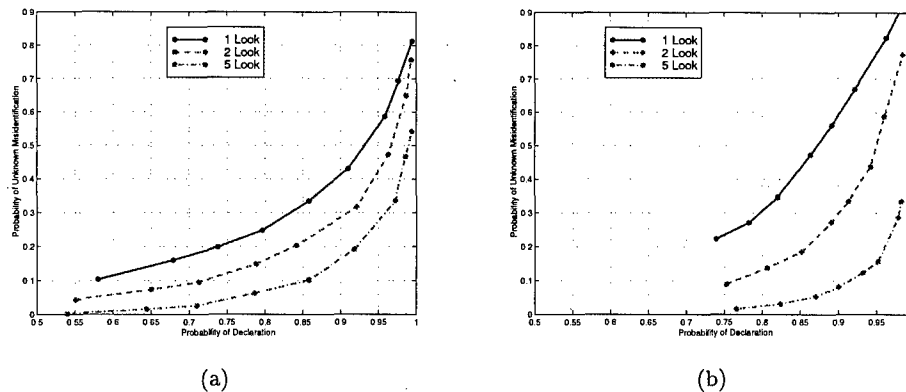 0.9
0.8
0.7
0.6
0.5
0.4
0.3
0.2
0.1
0
Probability of Unknown Misidentification
1 Look
2 Look
5 Look
0.5 0.55 0.6 0.65 0.7 0.75 0.8 0.85 0.9 0.95 1
Probability of Declaration
(a)
0.9
0.8
0.7
0.6
0.5
0.4
0.3
0.2
0.1
0
Probability of Unknown Misidentification
1 Look
2 Look
5 Look
0.5 0.55 0.6 0.65 0.7 0.75 0.8 0.85 0.9 0.95
Probability of Declaration
(b)